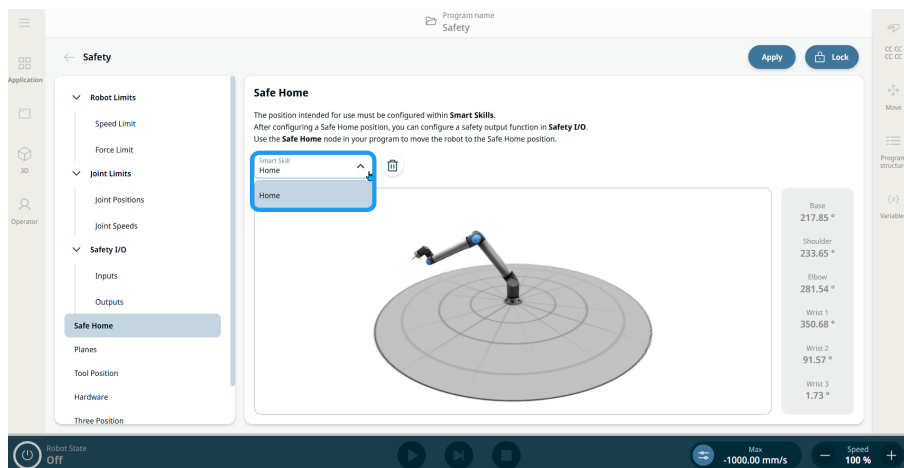 Program name
Safety
Safety
Apply
Lock
Application
3D
Operator
Robot Limits
Speed Limit
Force Limit
Joint Limits
Joint Positions
Joint Speeds
Safety I/O
Inputs
Outputs
Safe Home
Planes
Tool Position
Hardware
Three Position
Safe Home
The position intended for use must be configured within Smart Skills.
After configuring a Safe Home position, you can configure a safety output function in Safety I/O.
Use the Safe Home node in your program to move the robot to the Safe Home position.
Smart Skill
Home
Home
Base
217.85 °
Shoulder
233.65 °
Elbow
281.54 °
Wrist 1
350.68 °
Wrist 2
91.57 °
Wrist 3
1.73 °
CC CC
CC CC
Move
Program
structure
{x}
Variable
Robot State
Off
Max
-1000.00 mm/s
Speed
100 %